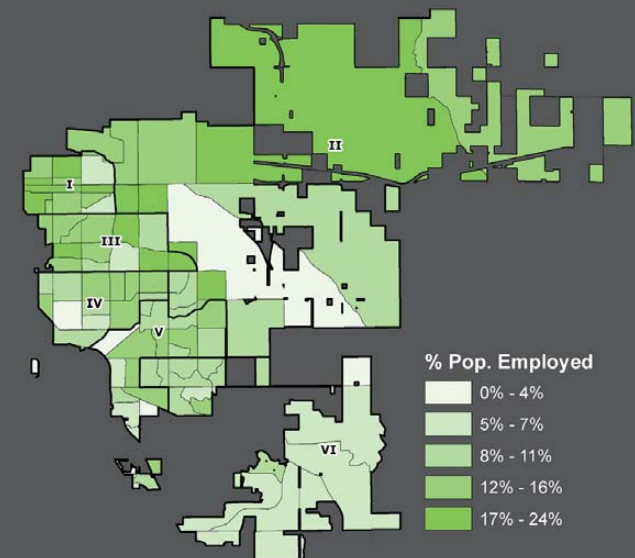 II
I
III
IV
V
% Pop. Employed
0% - 4%
5% - 7%
8% - 11%
12% - 16%
17% - 24%
VI